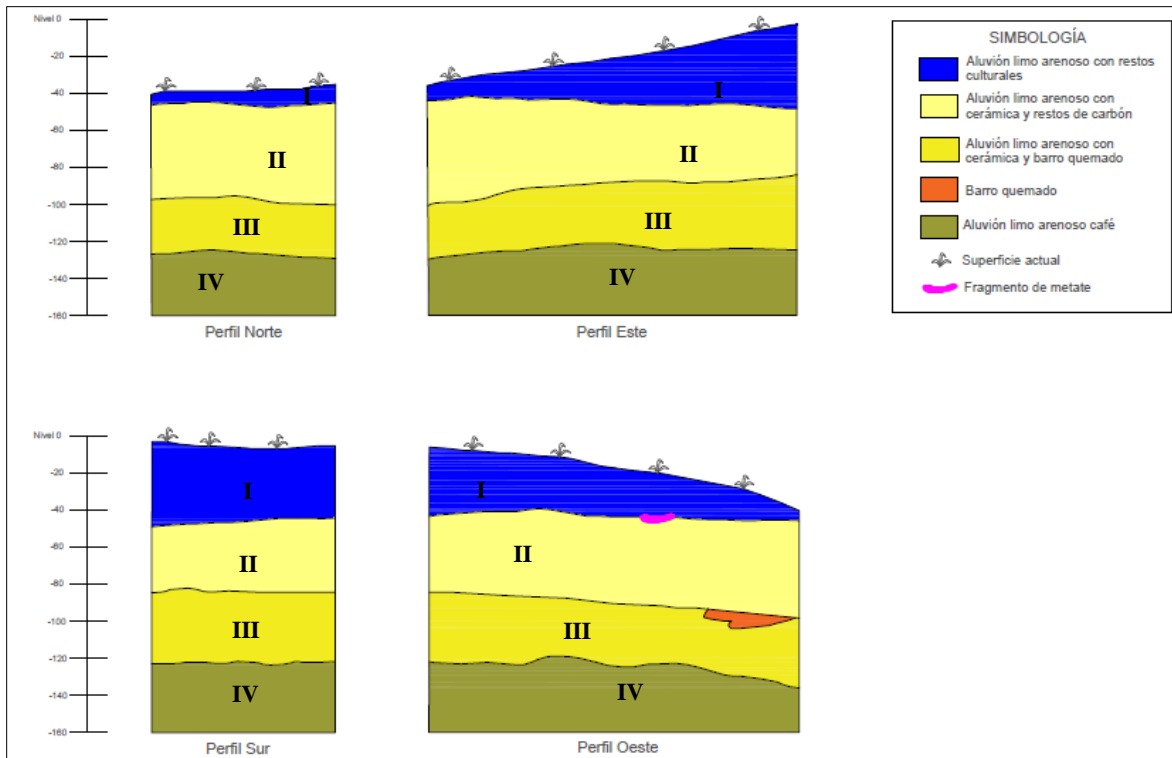 Nivel 0
-20
-40
-60
-80
-100
-120
-140
-160
I
II
III
IV
Perfil Norte
I
II
III
IV
Perfil Este
SIMBOLOGÍA
Aluvión limo arenoso con restos
culturales
Aluvión limo arenoso con
cerámica y restos de carbón
Aluvión limo arenoso con
cerámica y barro quemado
Barro quemado
Aluvión limo arenoso café
Superficie actual
Fragmento de metate
Nivel 0
-20
-40
-60
-80
-100
-120
-140
-160
I
II
III
IV
Perfil Sur
I
II
III
IV
Perfil Oeste